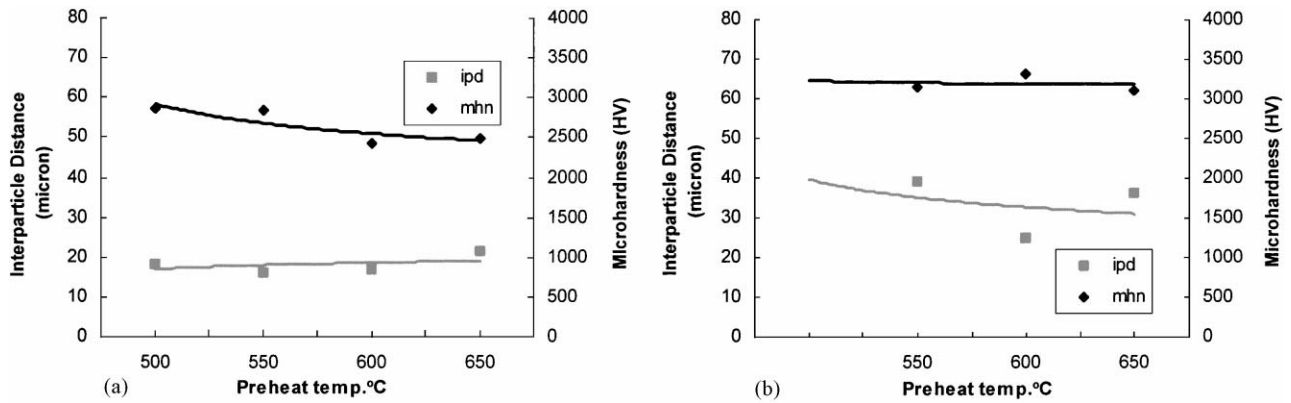 80
70
60
50
40
30
20
10
0
Interparticle Distance
(micron)
4000
3500
3000
2500
2000
1500
1000
500
0
Microhardness (HV)
ipd
mhn
500 550 600 650
(a) Preheat temp.ºC
80
70
60
50
40
30
20
10
0
Interparticle Distance
(micron)
4000
3500
3000
2500
2000
1500
1000
500
0
Microhardness (HV)
ipd
mhn
550 600 650
(b) Preheat temp.ºC